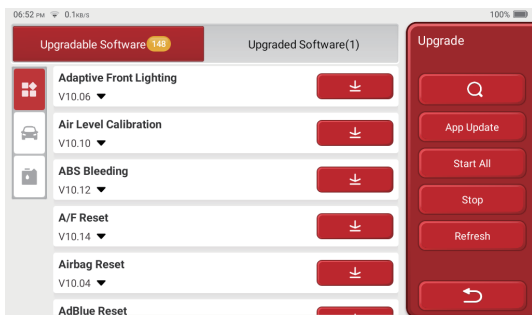 06:52 PM 0.1KB/S 100%
Upgradable Software 148
Upgraded Software(1)
Upgrade
Adaptive Front Lighting
V10.06
Air Level Calibration
V10.10
ABS Bleeding
V10.12
A/F Reset
V10.14
Airbag Reset
V10.04
AdBlue Reset
App Update
Start All
Stop
Refresh